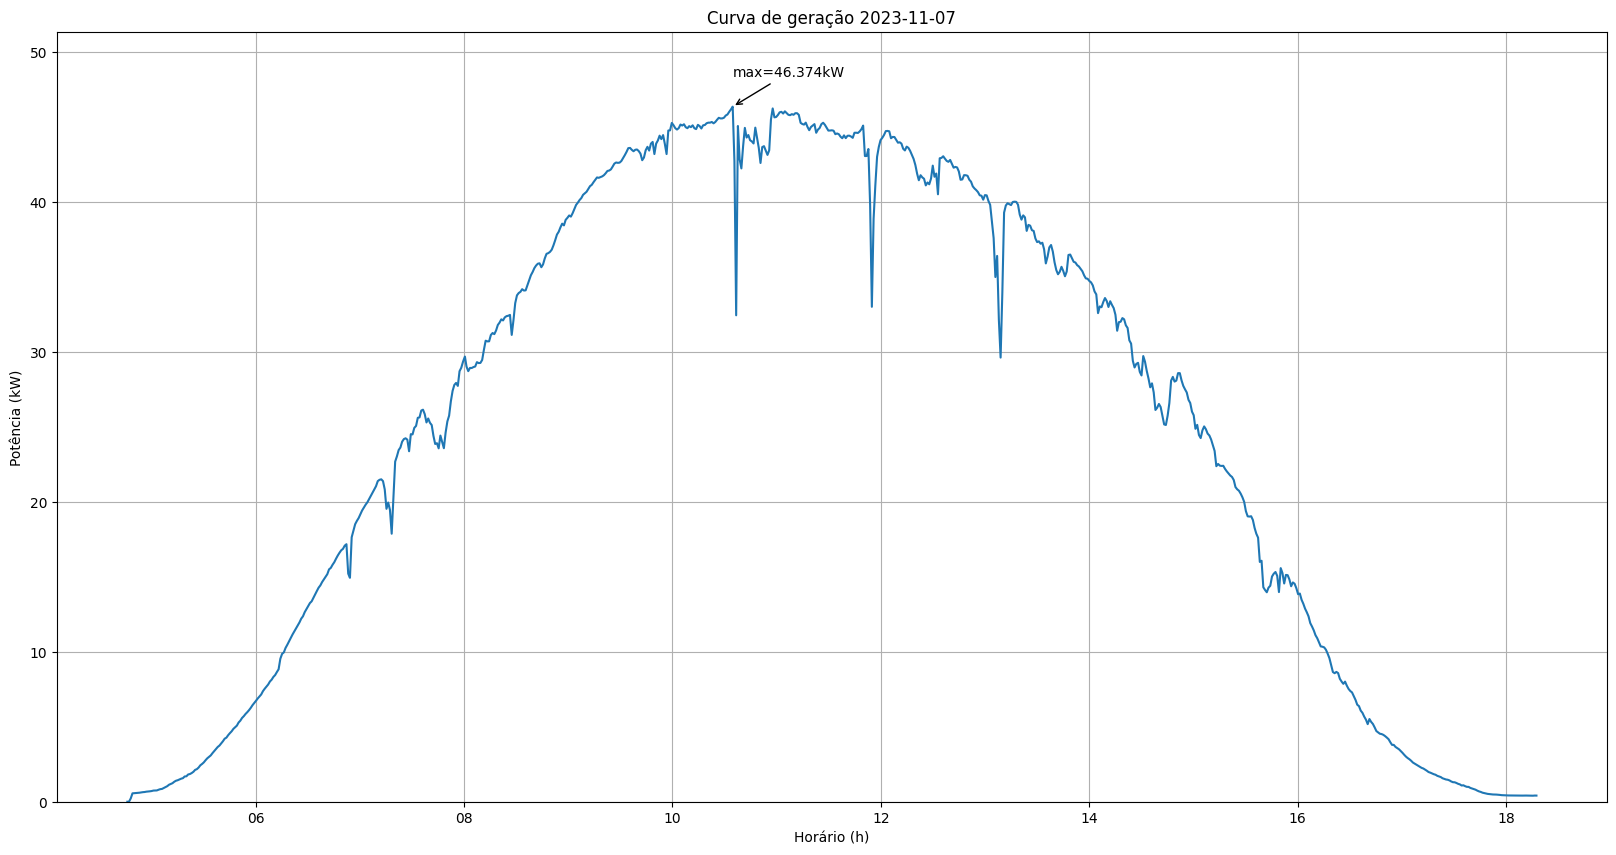 Curva de geração 2023-11-07
50
max=46.374kW
40
30
Potência (kW)
20
10
0
06 08 10 12 14 16 18
Horário (h)